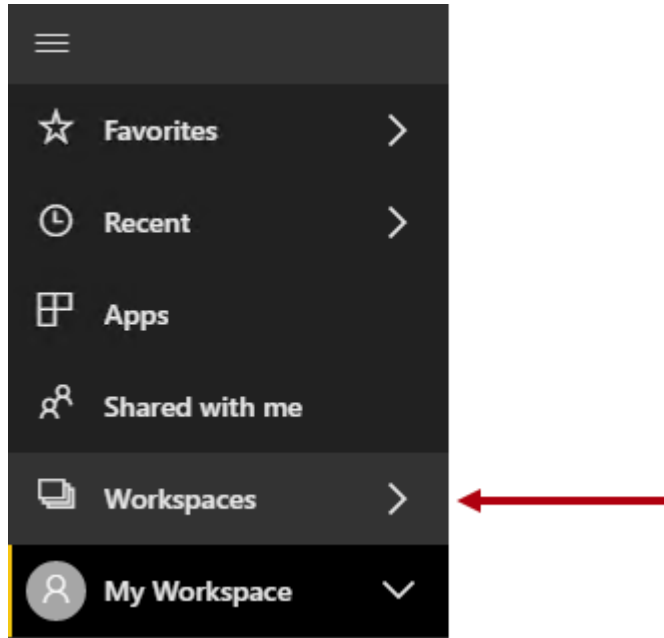 Favorites
Recent
Apps
Shared with me
Workspaces
My Workspace